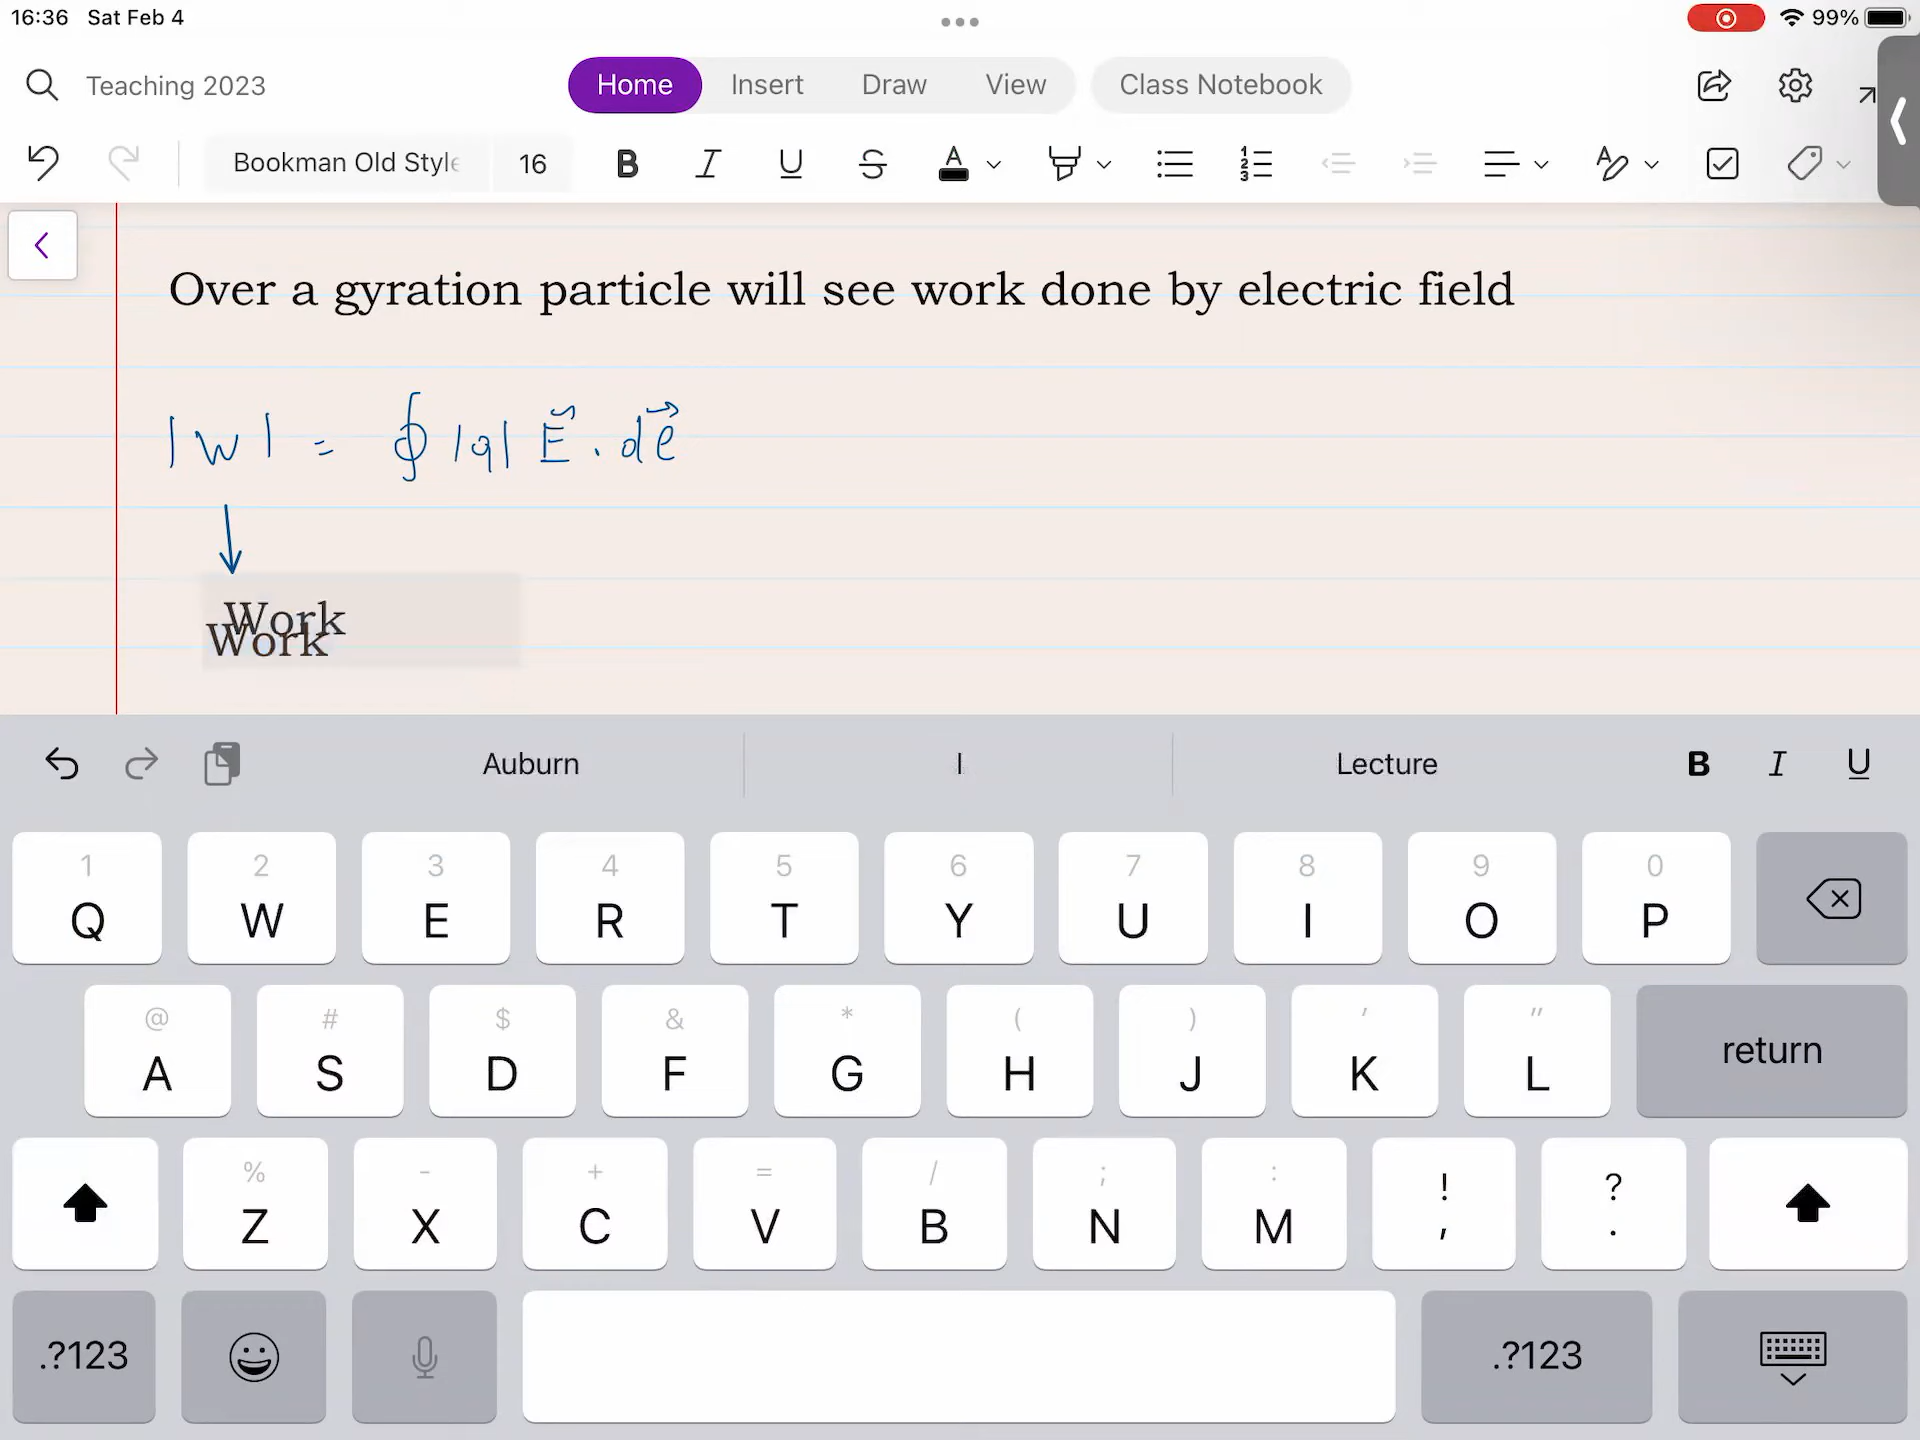 16:36 Sat Feb 4 99%
Teaching 2023 Home Insert Draw View Class Notebook
Bookman Old Style 16 B I U S A
Over a gyration particle will see work done by electric field
|W| = ∮ |q| E⃗ . dℓ⃗
Work
Work
Auburn I Lecture B I U
1 2 3 4 5 6 7 8 9 0
Q W E R T Y U I O P
@ # $ & * ( ) ' "
A S D F G H J K L return
% - + = / ; : ! ?
Z X C V B N M , .
.?123 .?123